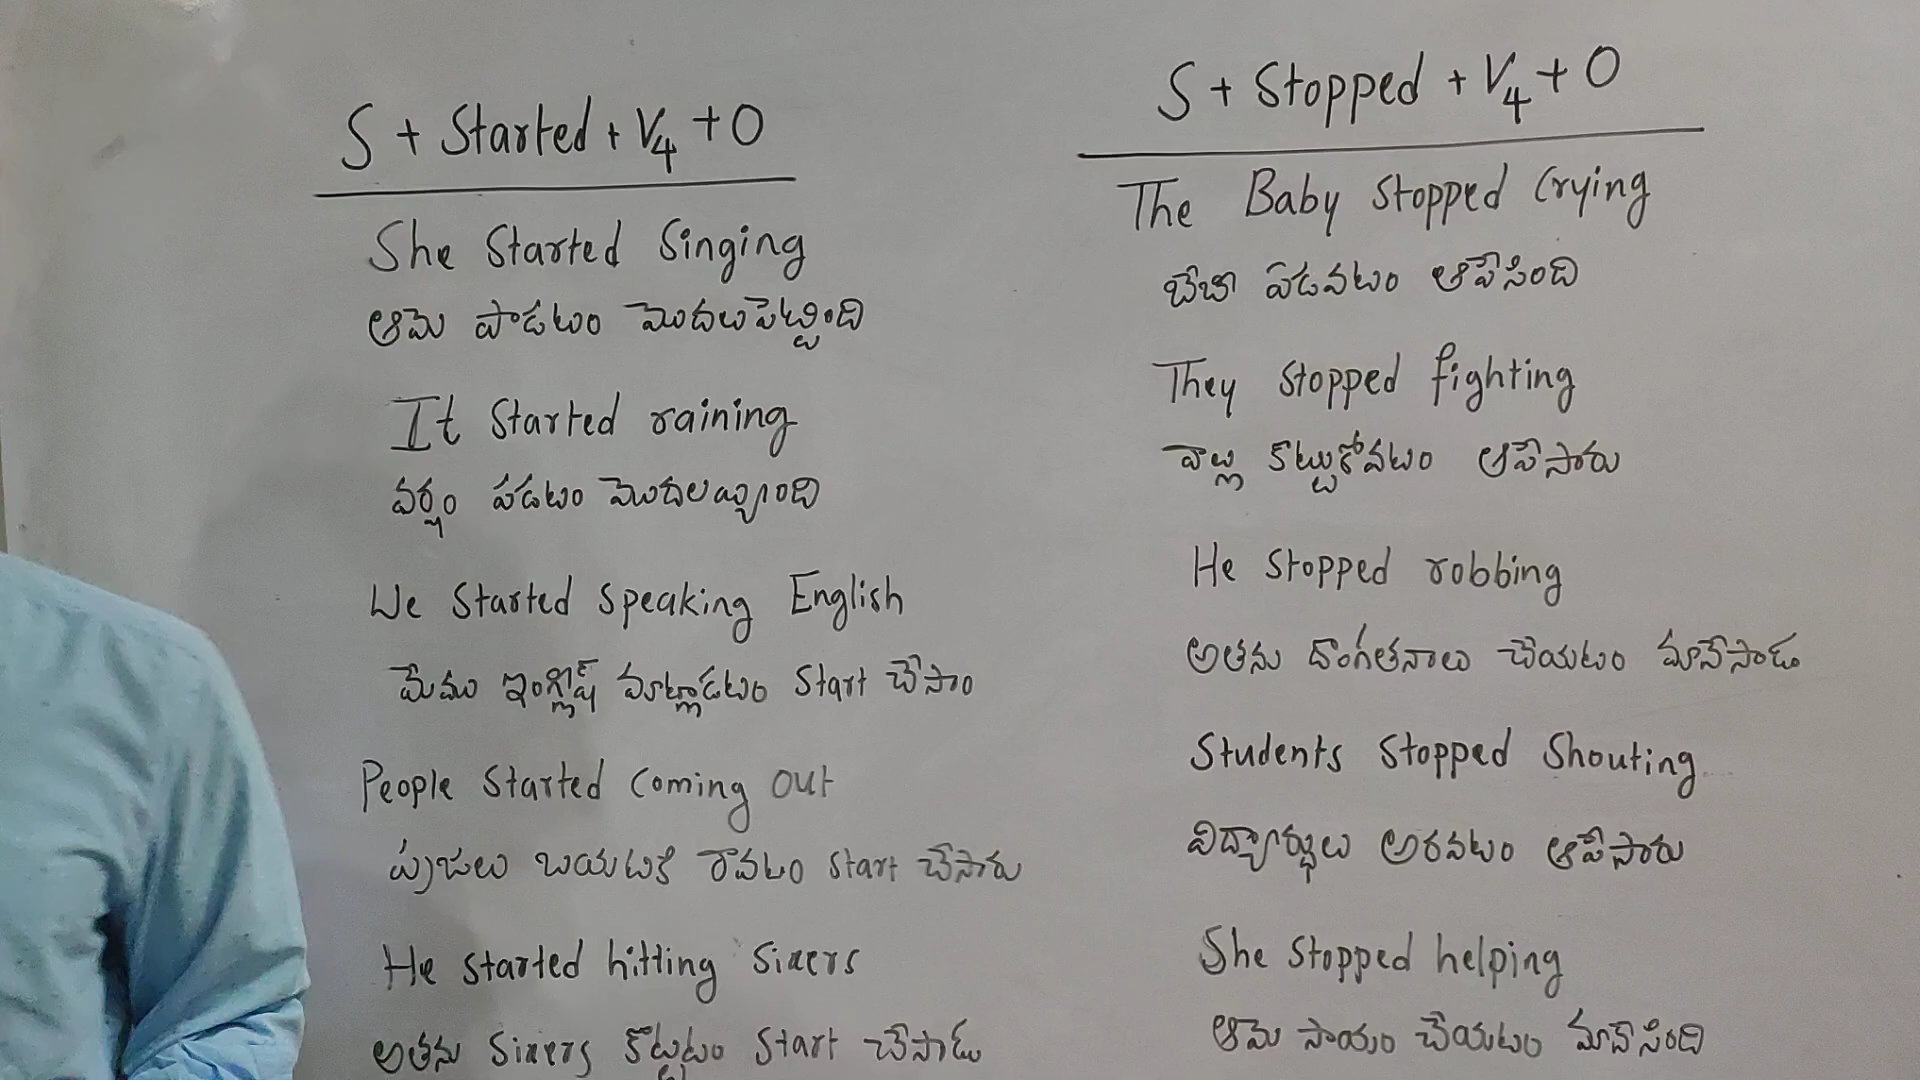 S + Started + V4 + O
She Started Singing
ఆమె పాడటం మొదలుపెట్టింది
It Started raining
వర్షం పడటం మొదలయ్యింది
We Started Speaking English
మేము ఇంగ్లీష్ మాట్లాడటం Start చేసాం
People Started Coming Out
ప్రజలు బయటకి రావటం Start చేసారు
He Started hitting Sixers
అతను Sixers కొట్టటం Start చేసాడు
S + Stopped + V4 + O
The Baby Stopped Crying
బేబీ ఏడవటం ఆపేసింది
They Stopped fighting
వాళ్లు కొట్టుకోవటం ఆపేసారు
He Stopped robbing
అతను దొంగతనాలు చేయటం మానేసాడు
Students Stopped Shouting
విద్యార్థులు అరవటం ఆపేసారు
She Stopped helping
ఆమె సాయం చేయటం మానేసింది